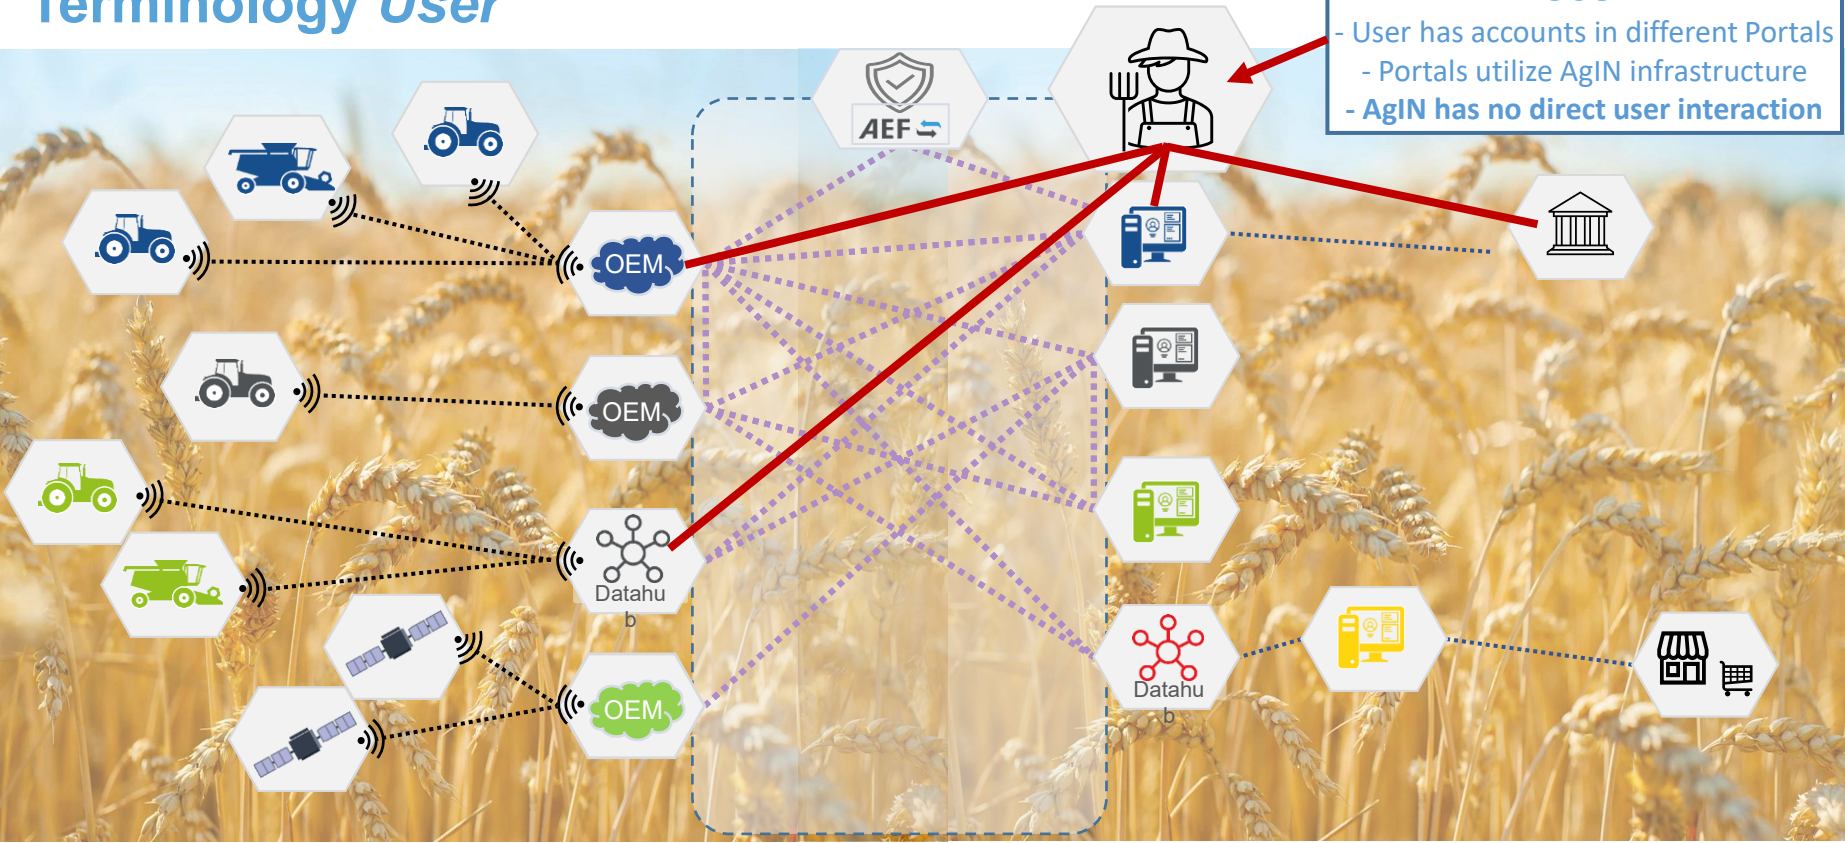 Terminology User
- User has accounts in different Portals
- Portals utilize AgIN infrastructure
- AgIN has no direct user interaction
AEF
OEM
OEM
Datahu
b
OEM
Datahu
b